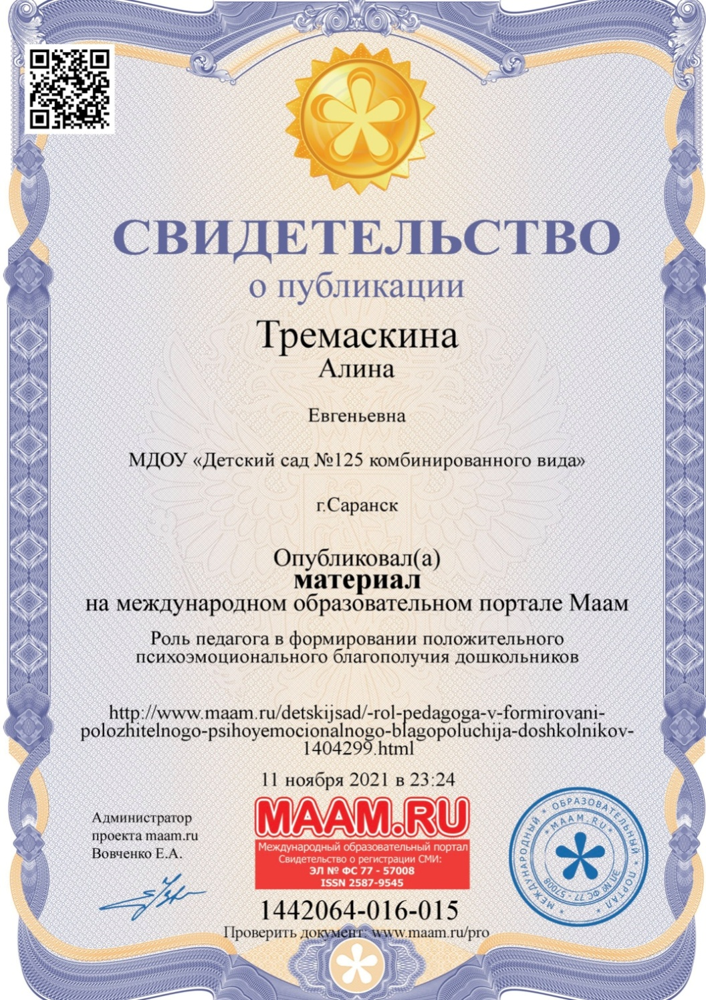 СВИДЕТЕЛЬСТВО
о публикации
Тремаскина
Алина
Евгеньевна
МДОУ «Детский сад №125 комбинированного вида»
г.Саранск
Опубликовал(а)
материал
на международном образовательном портале Маам
Роль педагога в формировании положительного
психоэмоционального благополучия дошкольников
http://www.maam.ru/detskijsad/-rol-pedagoga-v-formirovani-
polozhitelnogo-psihoyemocionalnogo-blagopoluchija-doshkolnikov-
1404299.html
11 ноября 2021 в 23:24
Администратор
проекта maam.ru
Вовченко Е.А.
MAAM.RU
Международный образовательный портал
Свидетельство о регистрации СМИ:
ЭЛ № ФС 77 - 57008
ISSN 2587-9545
МЕЖДУНАРОДНЫЙ * ОБРАЗОВАТЕЛЬНЫЙ * ПОРТАЛ *
* MAAM.RU *
ЭЛ № ФС 77 - 57008
1442064-016-015
Проверить документ: www.maam.ru/pro